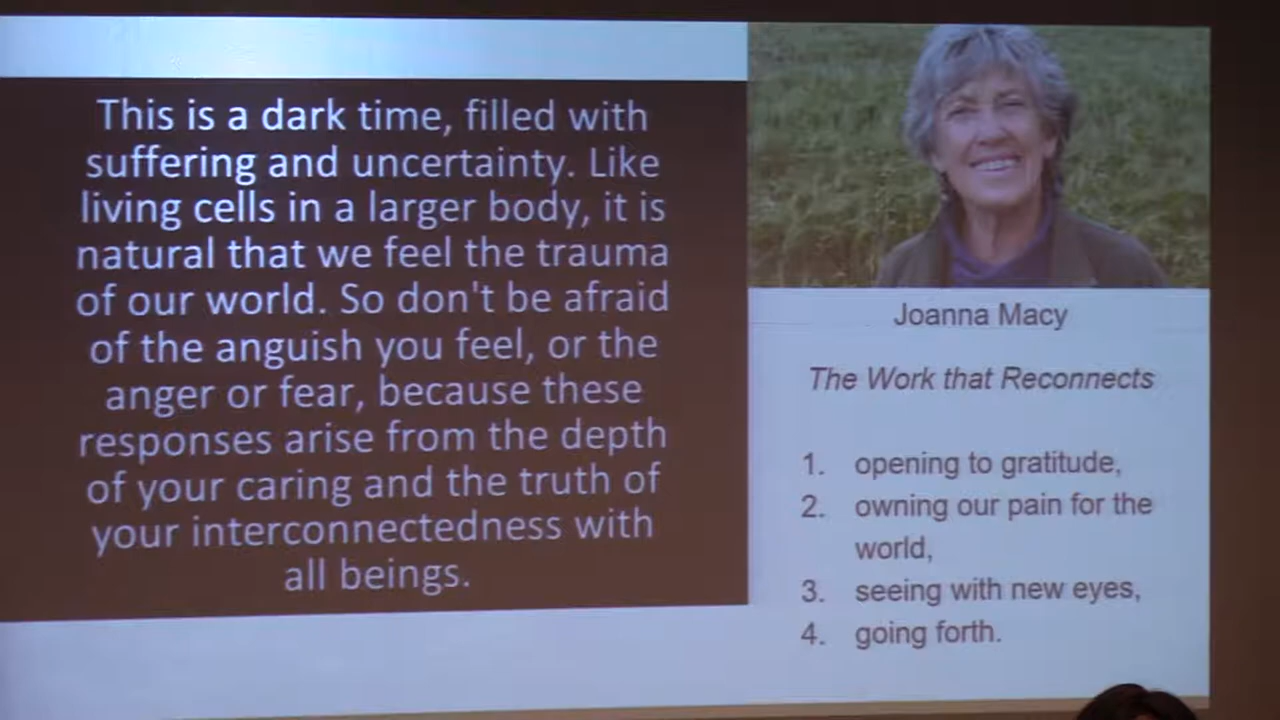 This is a dark time, filled with
suffering and uncertainty. Like
living cells in a larger body, it is
natural that we feel the trauma
of our world. So don't be afraid
of the anguish you feel, or the
anger or fear, because these
responses arise from the depth
of your caring and the truth of
your interconnectedness with
all beings.
Joanna Macy
The Work that Reconnects
1. opening to gratitude,
2. owning our pain for the
world,
3. seeing with new eyes,
4. going forth.